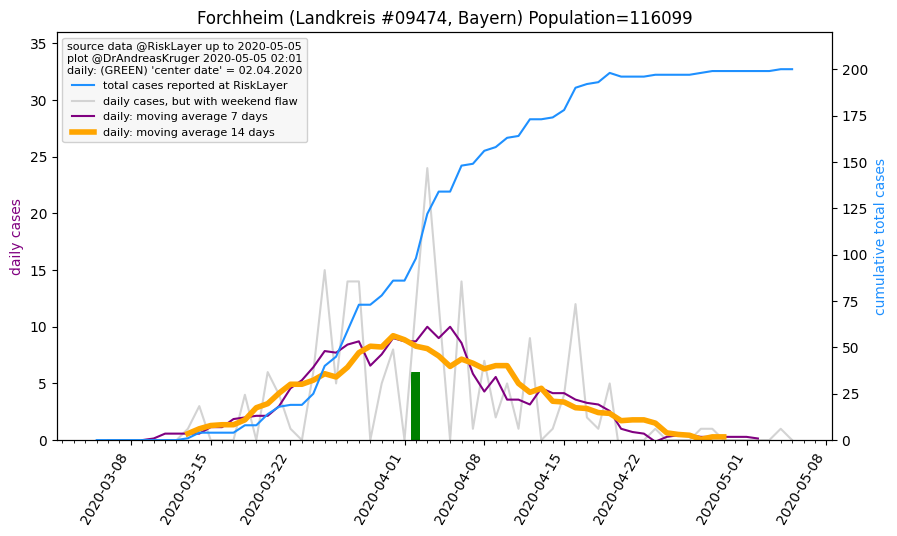 Forchheim (Landkreis #09474, Bayern) Population=116099
source data @RiskLayer up to 2020-05-05
plot @DrAndreasKruger 2020-05-05 02:01
daily: (GREEN) 'center date' = 02.04.2020
total cases reported at RiskLayer
daily cases, but with weekend flaw
daily: moving average 7 days
daily: moving average 14 days
daily cases
35
30
25
20
15
10
5
0
cumulative total cases
200
175
150
125
100
75
50
25
0
2020-03-08
2020-03-15
2020-03-22
2020-04-01
2020-04-08
2020-04-15
2020-04-22
2020-05-01
2020-05-08